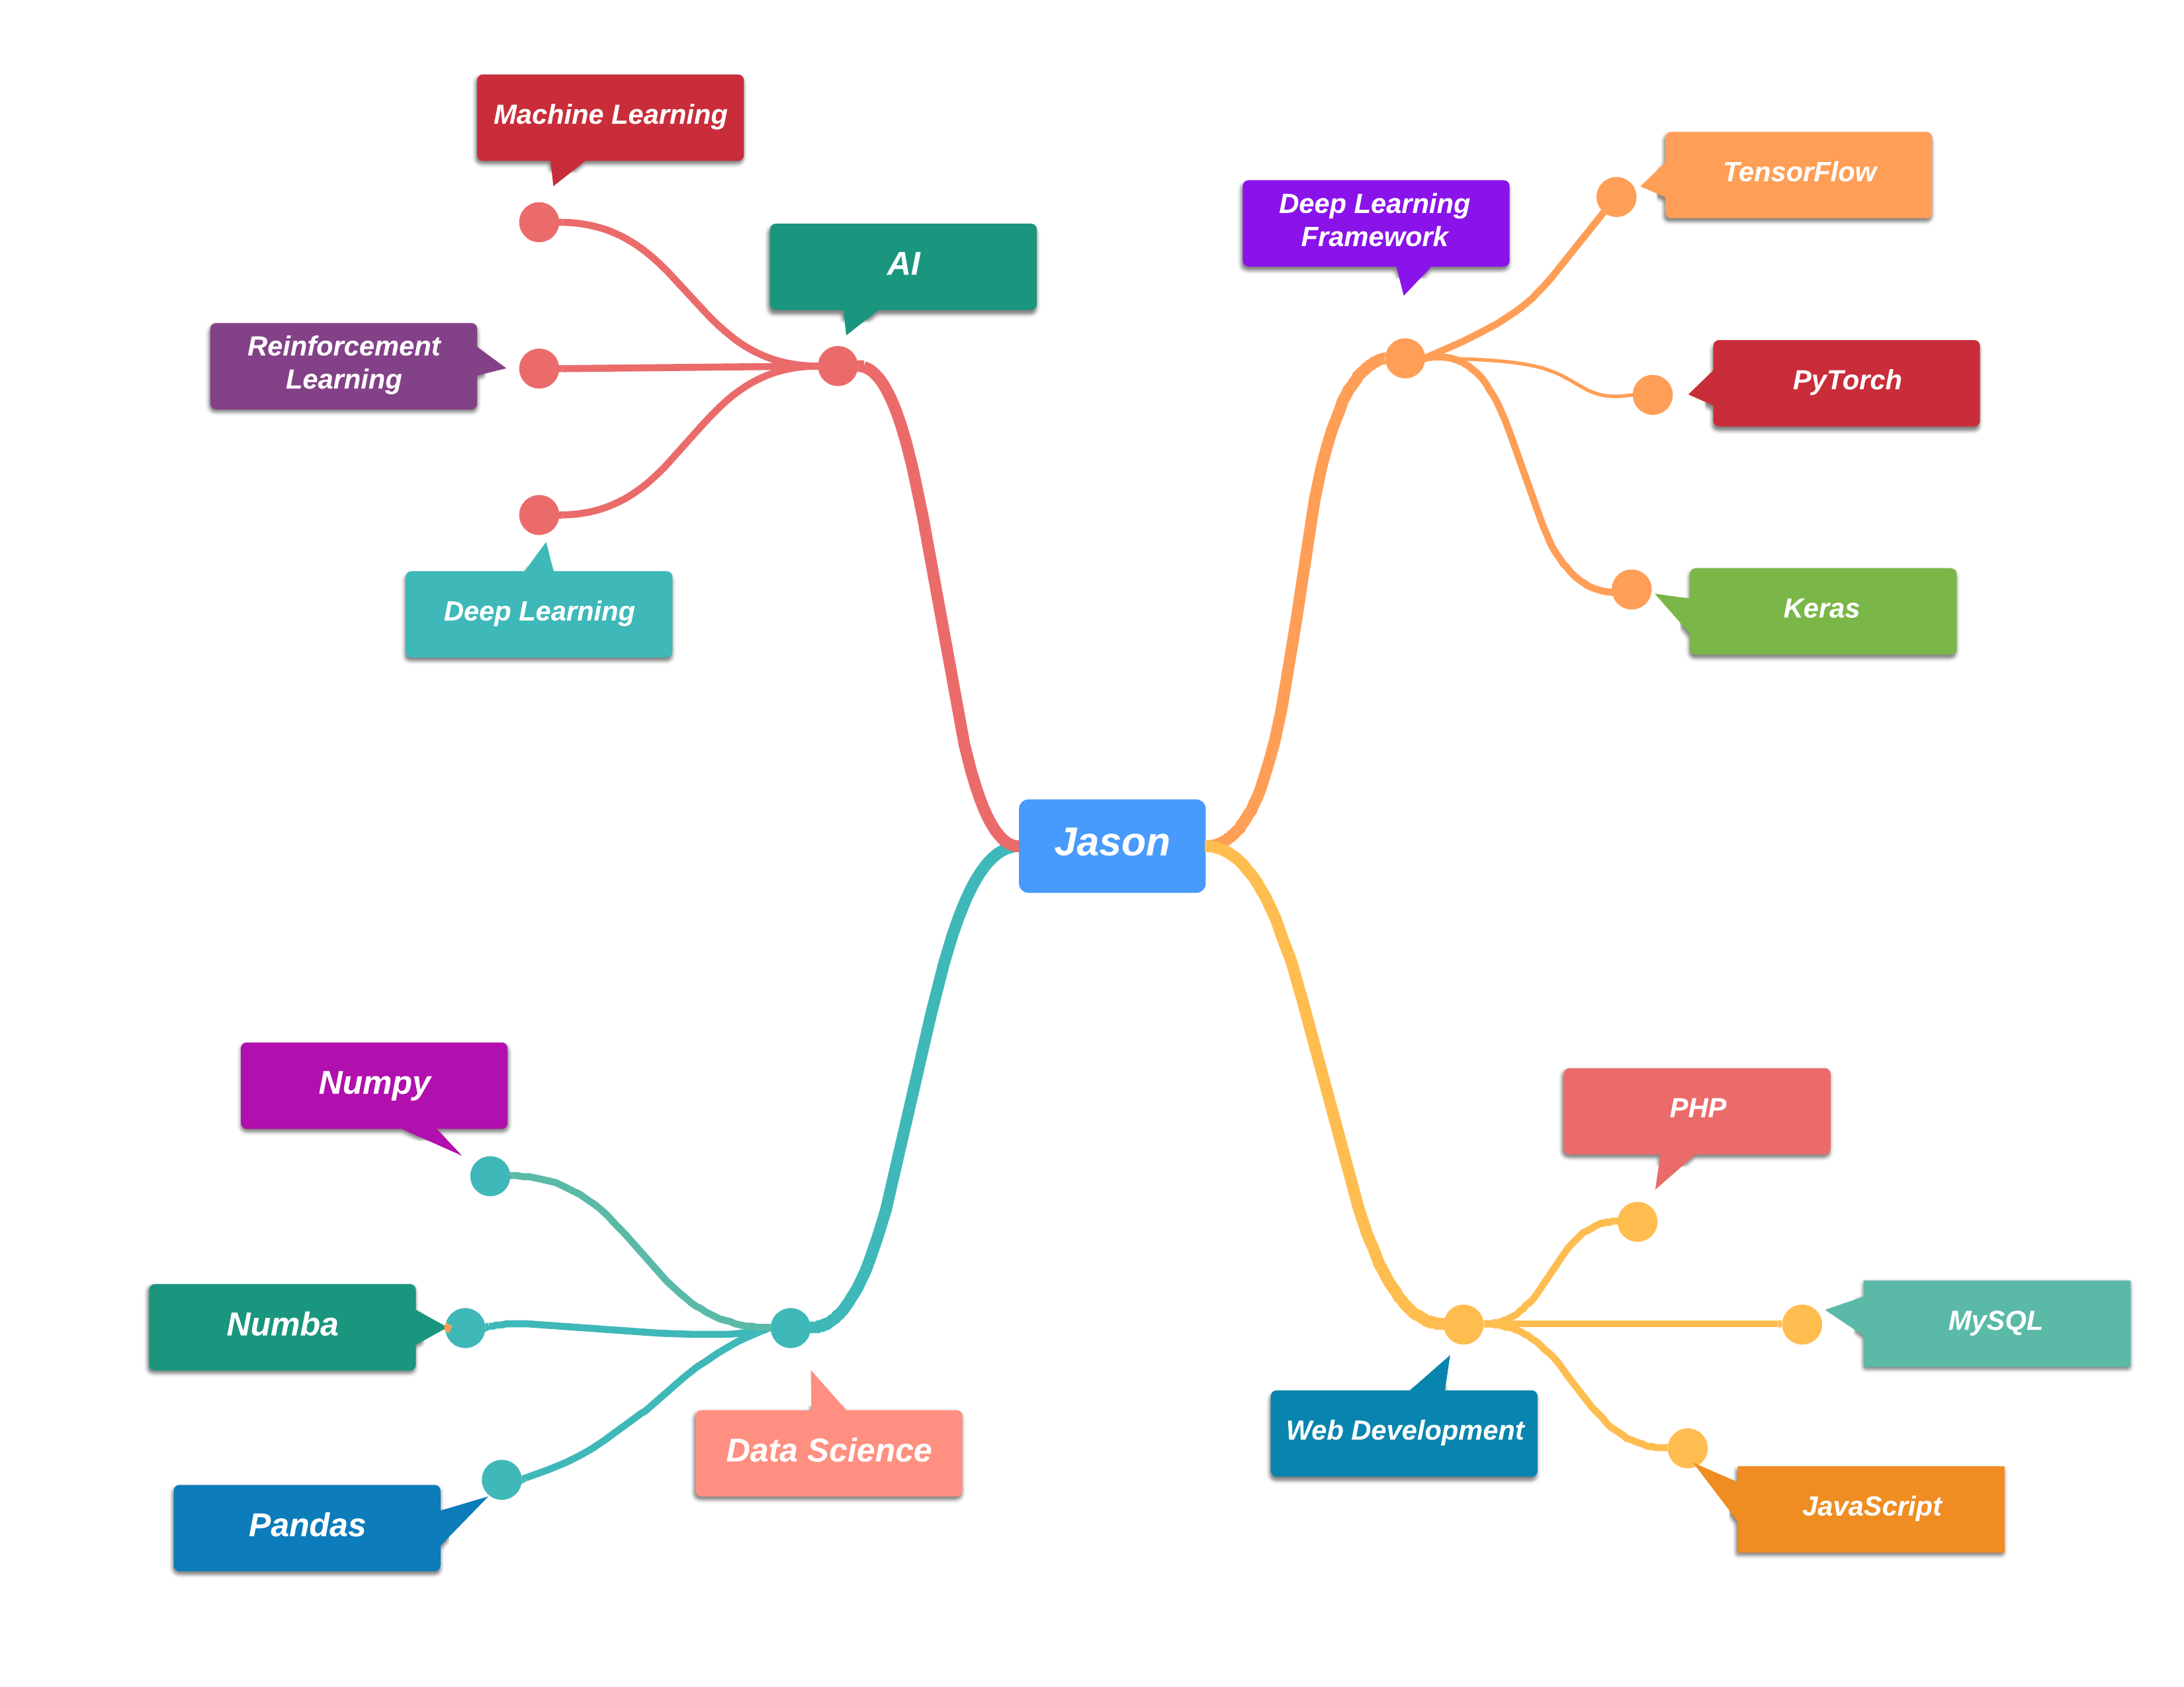 Machine Learning
TensorFlow
Deep Learning
Framework
AI
Reinforcement
Learning
PyTorch
Deep Learning
Keras
Jason
Numpy
PHP
Numba
MySQL
Web Development
Data Science
JavaScript
Pandas